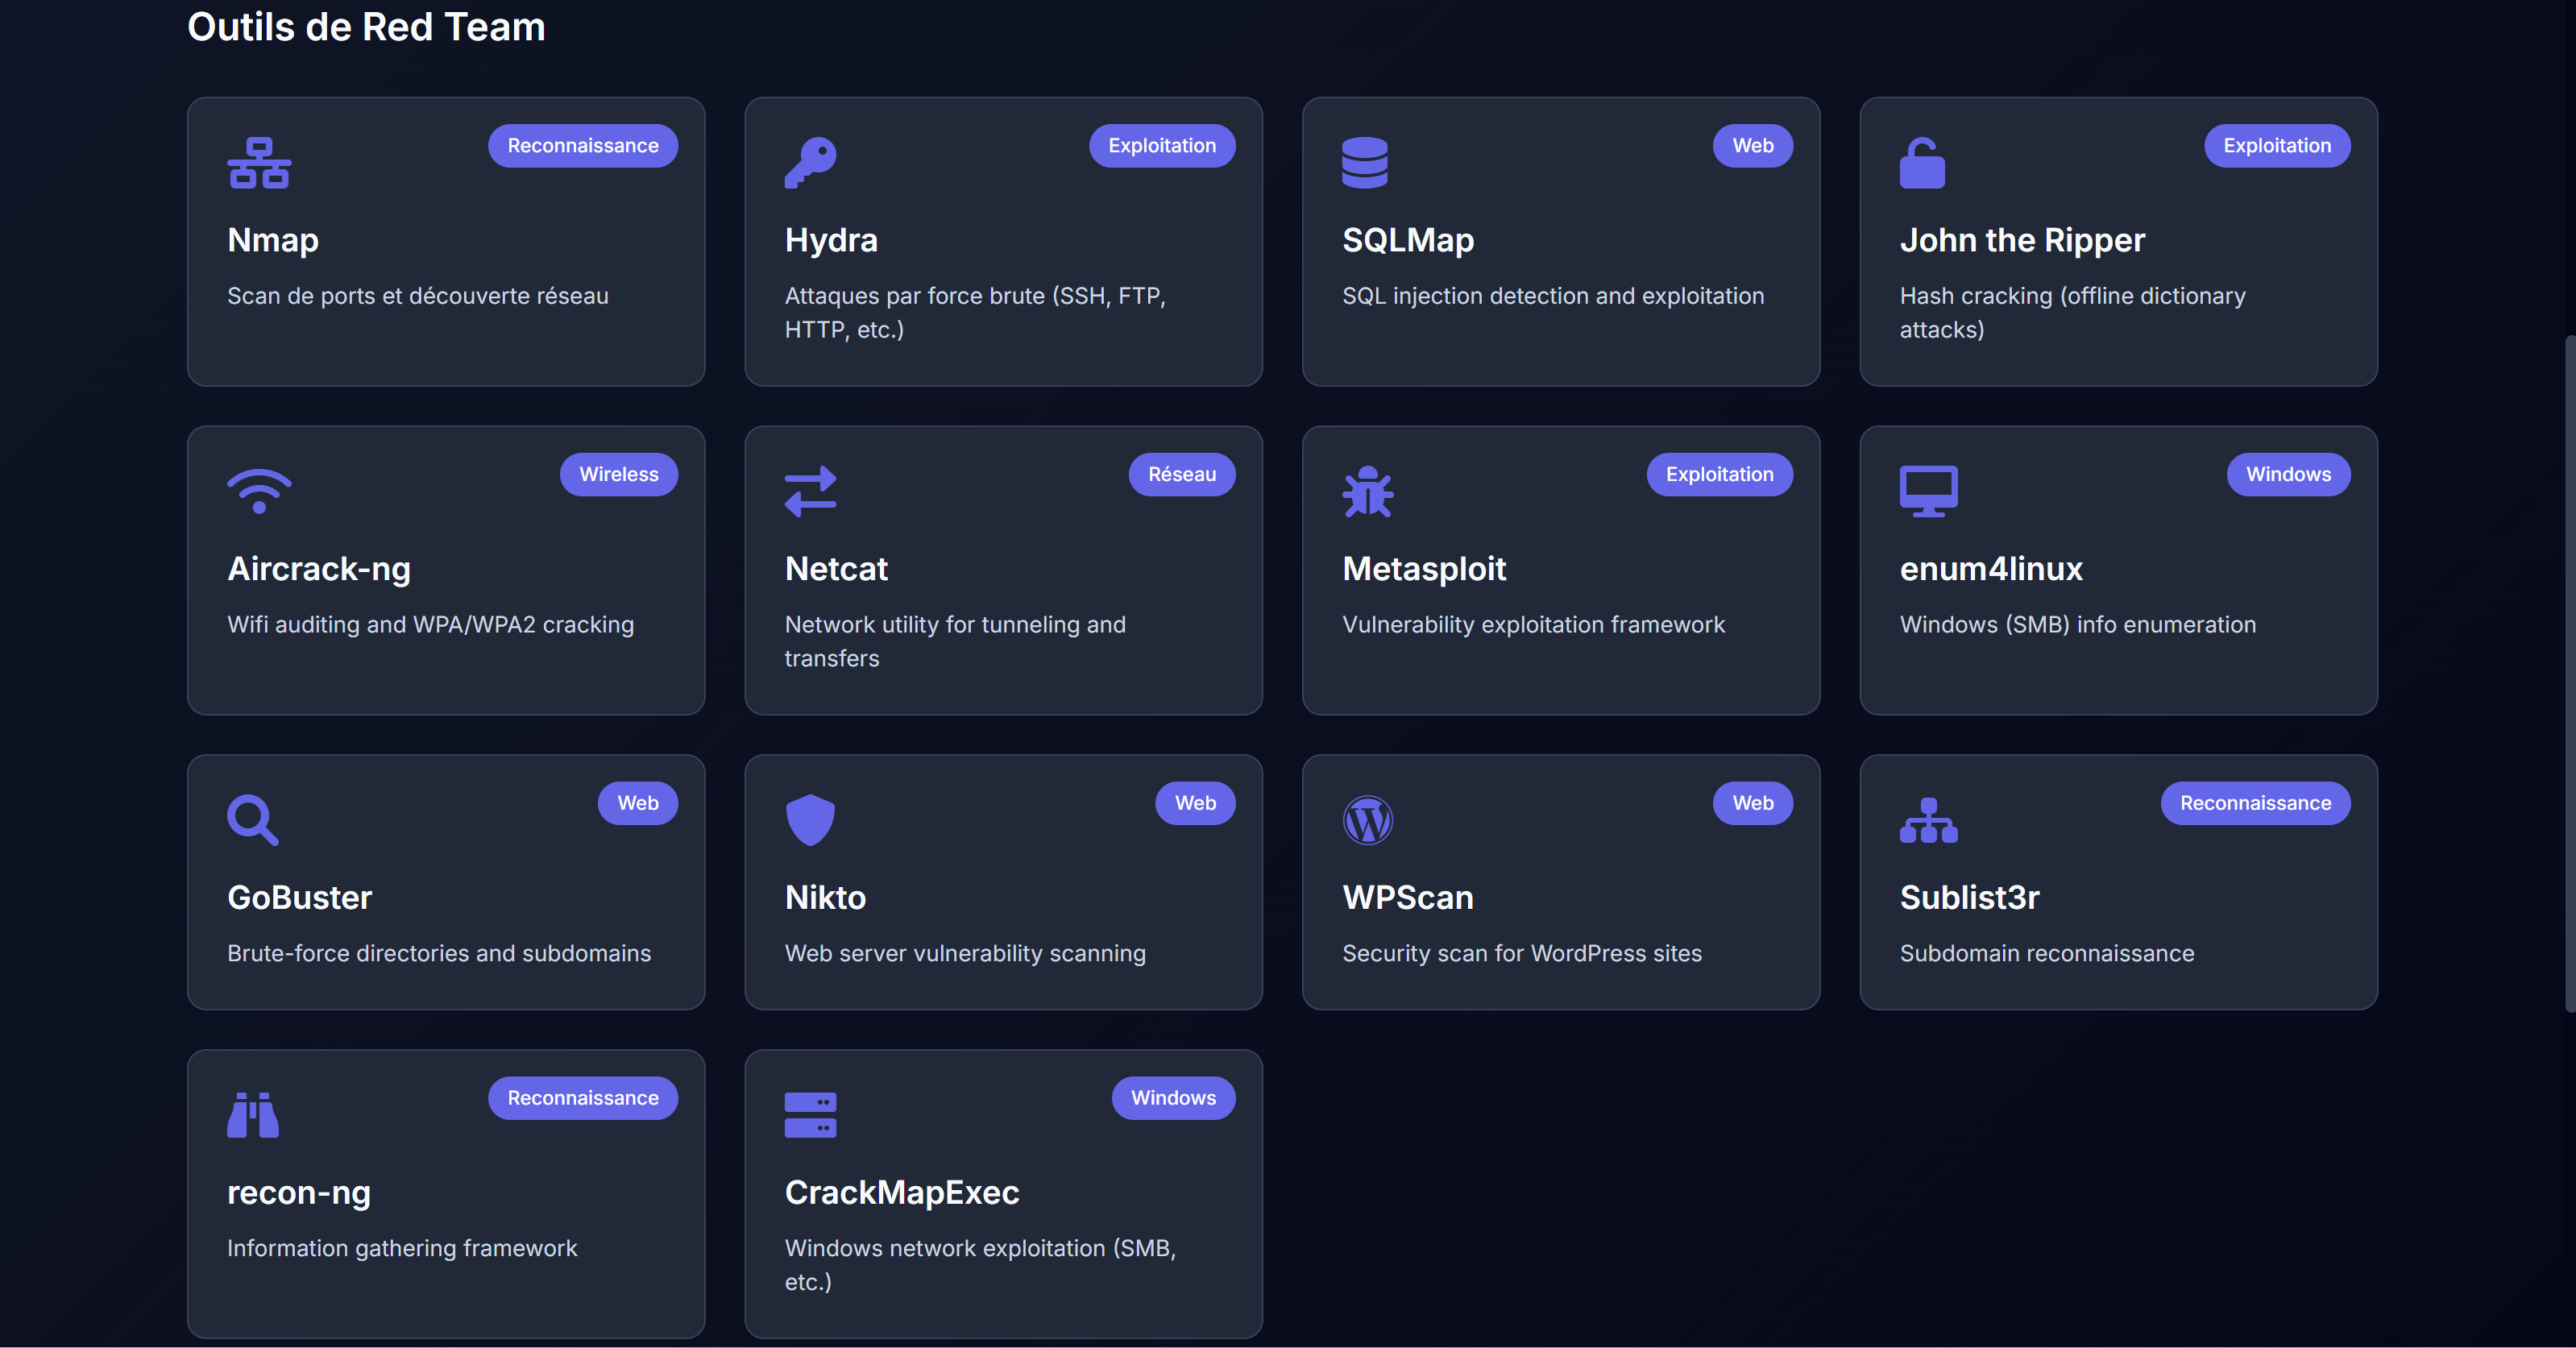 Outils de Red Team
Reconnaissance
Nmap
Scan de ports et découverte réseau
Exploitation
Hydra
Attaques par force brute (SSH, FTP,
HTTP, etc.)
Web
SQLMap
SQL injection detection and exploitation
Exploitation
John the Ripper
Hash cracking (offline dictionary
attacks)
Wireless
Aircrack-ng
Wifi auditing and WPA/WPA2 cracking
Réseau
Netcat
Network utility for tunneling and
transfers
Exploitation
Metasploit
Vulnerability exploitation framework
Windows
enum4linux
Windows (SMB) info enumeration
Web
GoBuster
Brute-force directories and subdomains
Web
Nikto
Web server vulnerability scanning
Web
WPScan
Security scan for WordPress sites
Reconnaissance
Sublist3r
Subdomain reconnaissance
Reconnaissance
recon-ng
Information gathering framework
Windows
CrackMapExec
Windows network exploitation (SMB,
etc.)